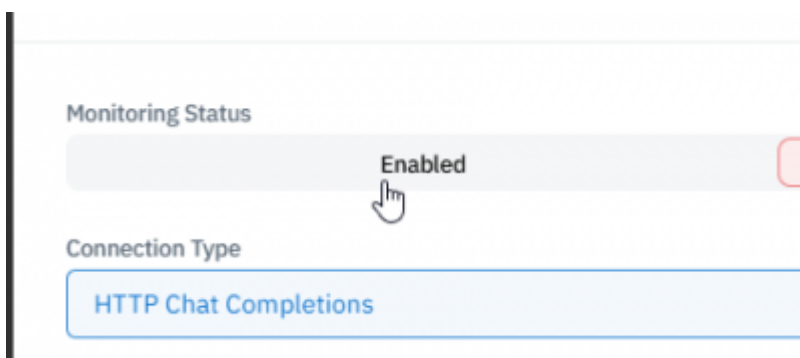 Monitoring Status
Enabled
Connection Type
HTTP Chat Completions